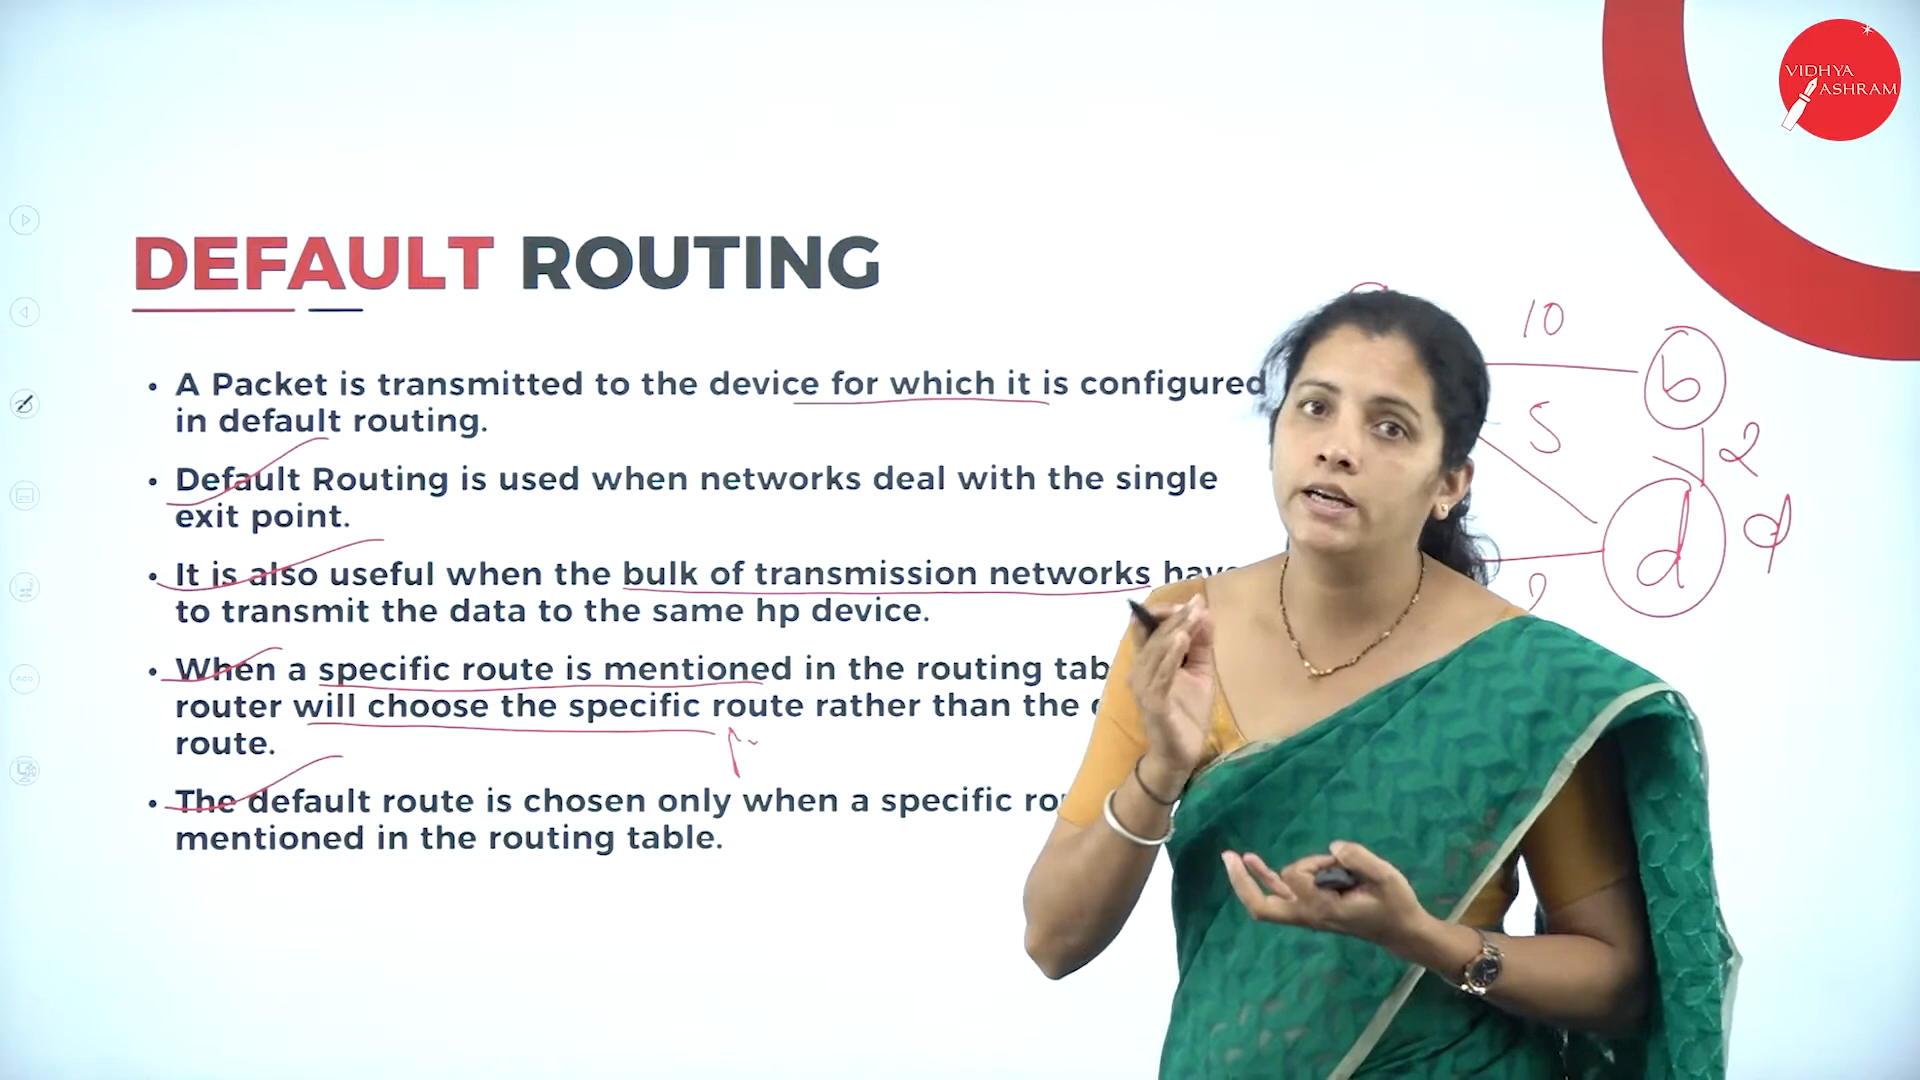 VIDHYA
ASHRAM
DEFAULT ROUTING
• A Packet is transmitted to the device for which it is configured
in default routing.
• Default Routing is used when networks deal with the single
exit point.
• It is also useful when the bulk of transmission networks have
to transmit the data to the same hp device.
• When a specific route is mentioned in the routing
router will choose the specific route rather than the
route.
• The default route is chosen only when a specific
mentioned in the routing table.
10
b
5
2
d
d
2